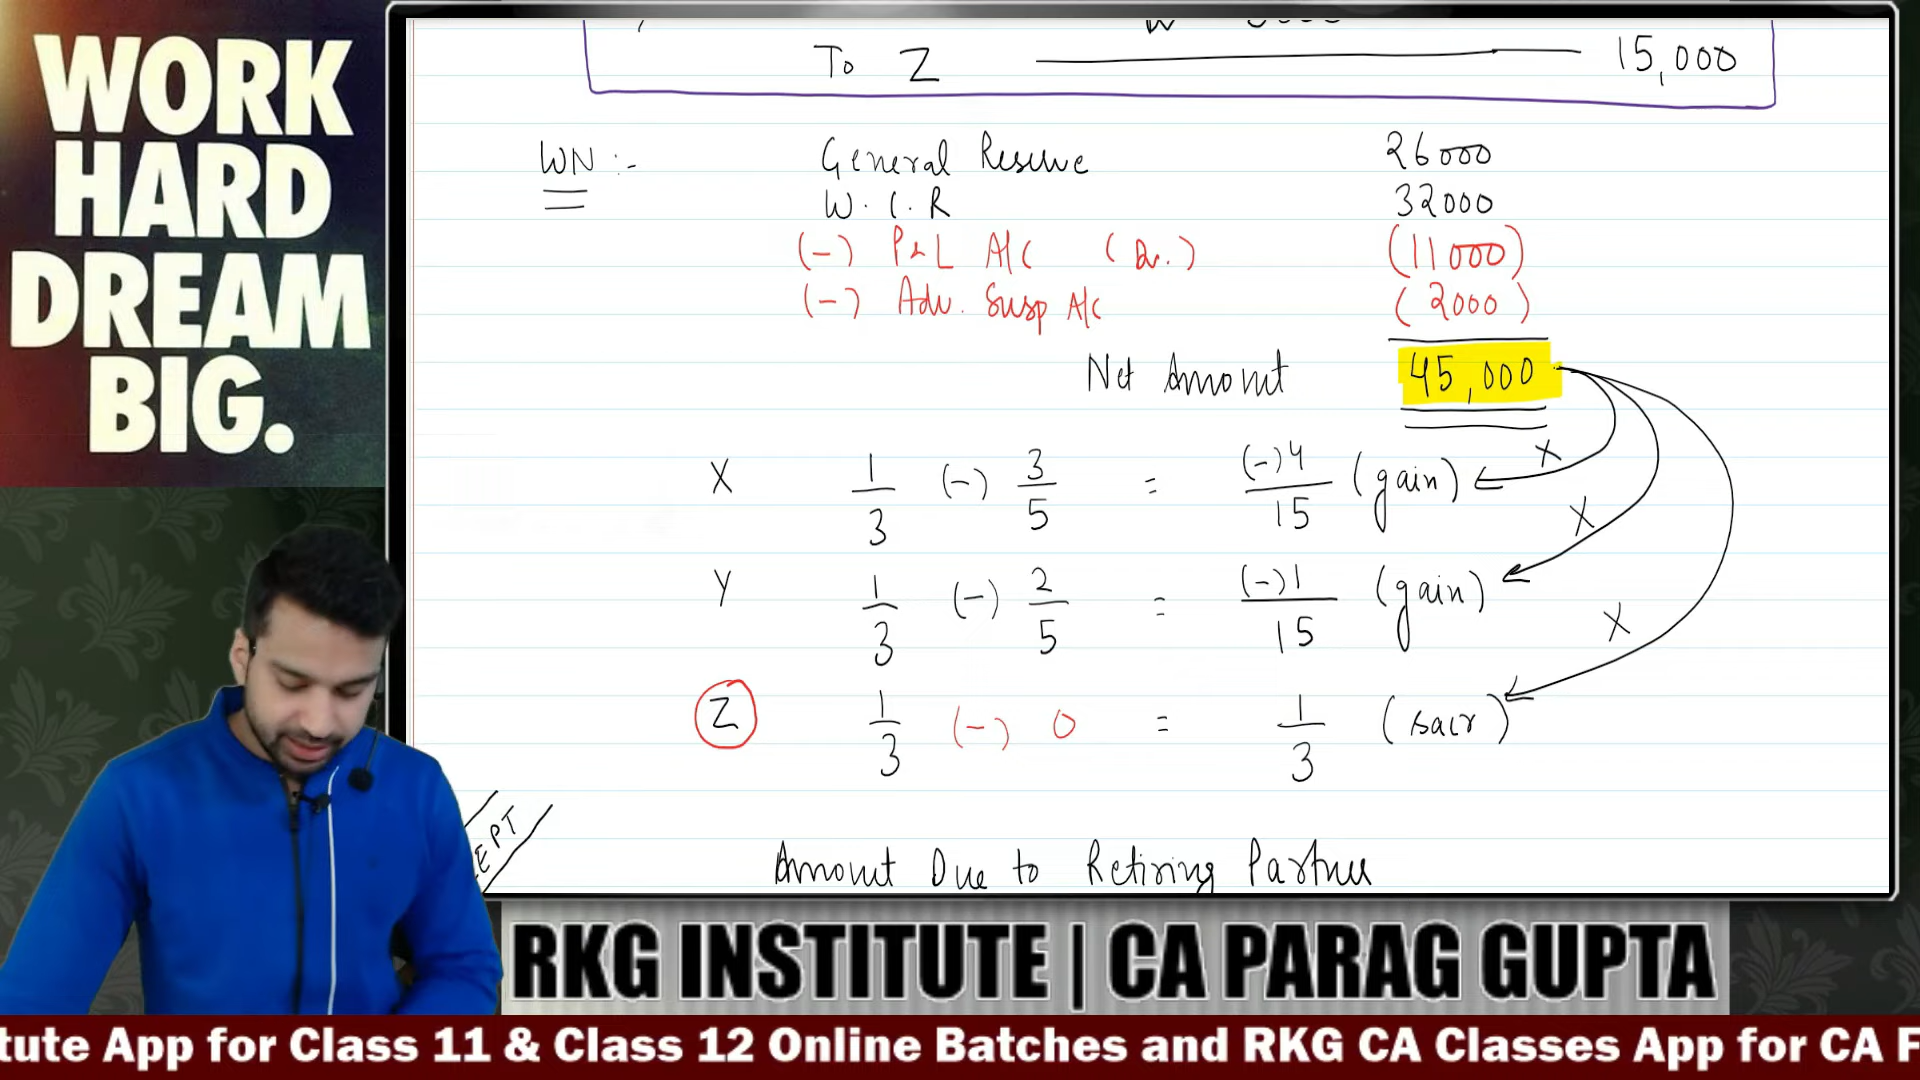 WORK
HARD
DREAM
BIG.
To Z 15,000
WN :-
General Reserve 26000
W.C.R 32000
(-) P&L A/C (Dr.) (11000)
(-) Adv. Susp A/C (2000)
Net Amount 45,000
X 1/3 (-) 3/5 = (-)4/15 (gain) X
Y 1/3 (-) 2/5 = (-)1/15 (gain) X
Z 1/3 (-) 0 = 1/3 (sacr) X
EPT
Amount Due to Retiring Partner
RKG INSTITUTE | CA PARAG GUPTA
tute App for Class 11 & Class 12 Online Batches and RKG CA Classes App for CA F